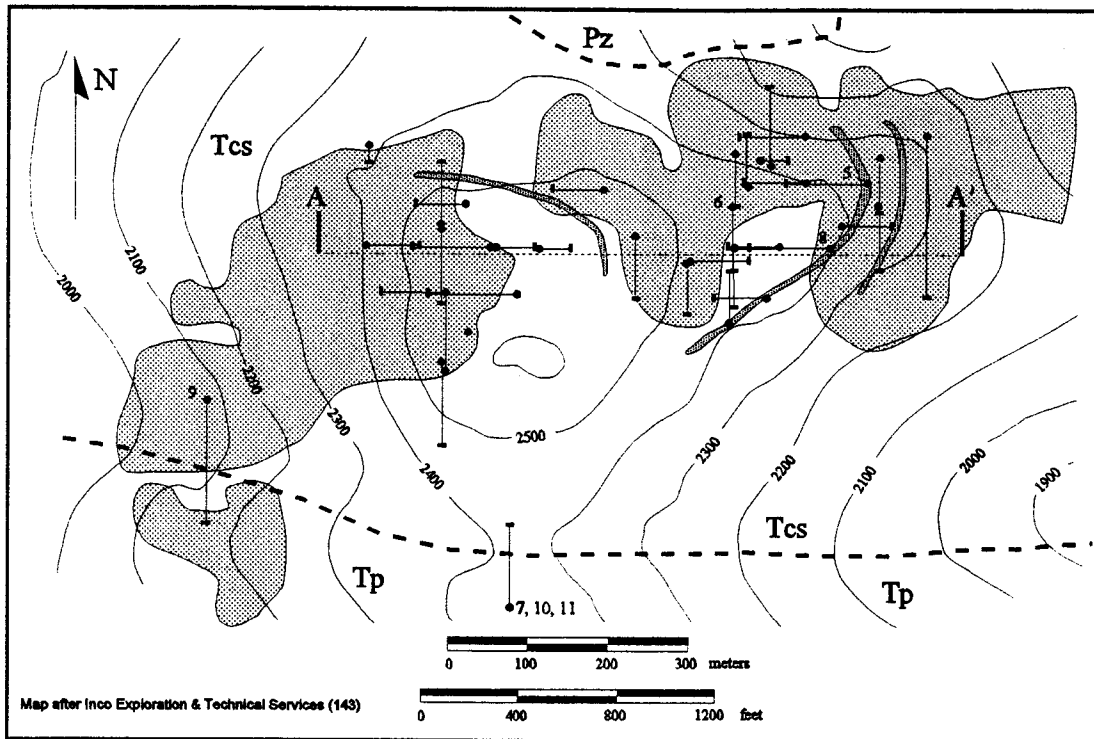 Pz
N
Tcs
A
A'
5
6
8
2000
2100
2200
2300
2400
2500
2300
2200
2100
2000
1900
9
Tcs
Tp
Tp
7, 10, 11
0 100 200 300 meters
0 400 800 1200 feet
Map after Inco Exploration & Technical Services (143)